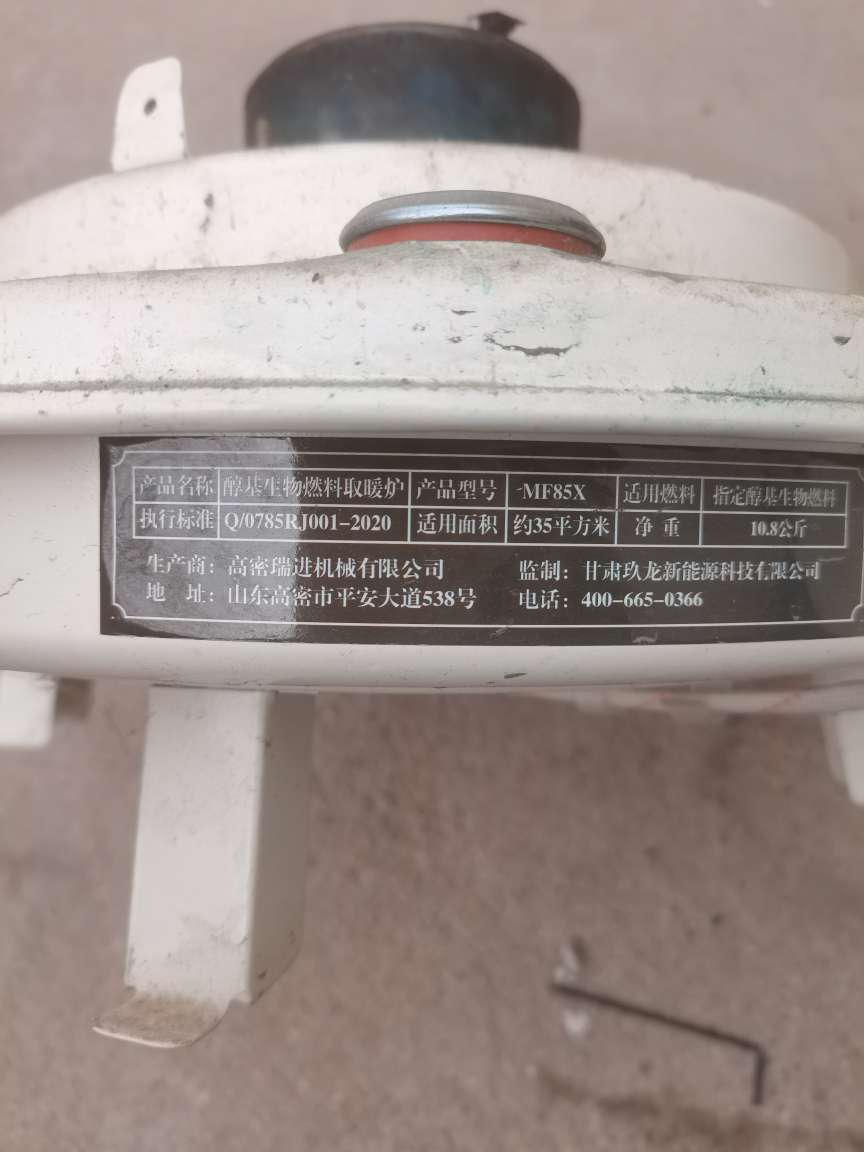 产品名称 醇基生物燃料取暖炉 产品型号 -MF85X 适用燃料 指定醇基生物燃料
执行标准 Q/0785RJ001-2020 适用面积 约35平方米 净 重 10.8公斤
生产商：高密瑞进机械有限公司 监制：甘肃玖龙新能源科技有限公司
地 址：山东高密市平安大道538号 电话：400-665-0366